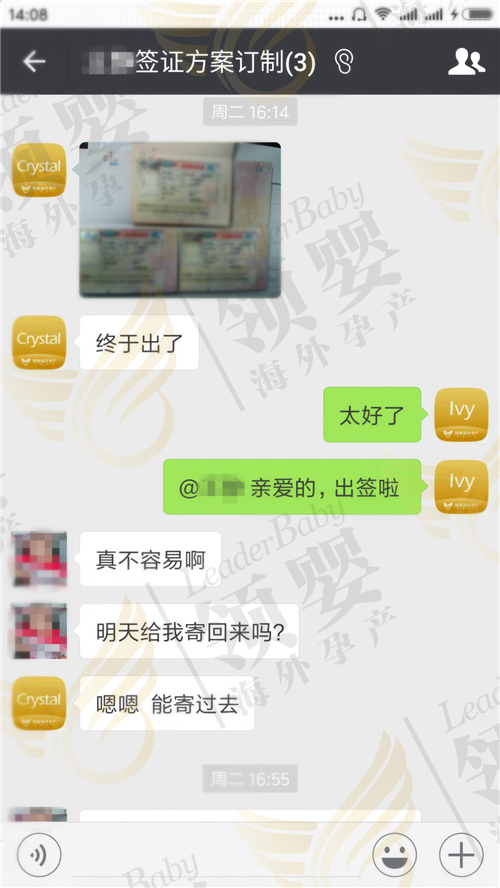 14:08
签证方案订制(3)
周二 16:14
Crystal
Crystal
终于出了
太好了
Ivy
@ 亲爱的，出签啦
Ivy
真不容易啊
明天给我寄回来吗?
Crystal
嗯嗯 能寄过去
周二 16:55
LeaderBaby
领婴
海外孕产